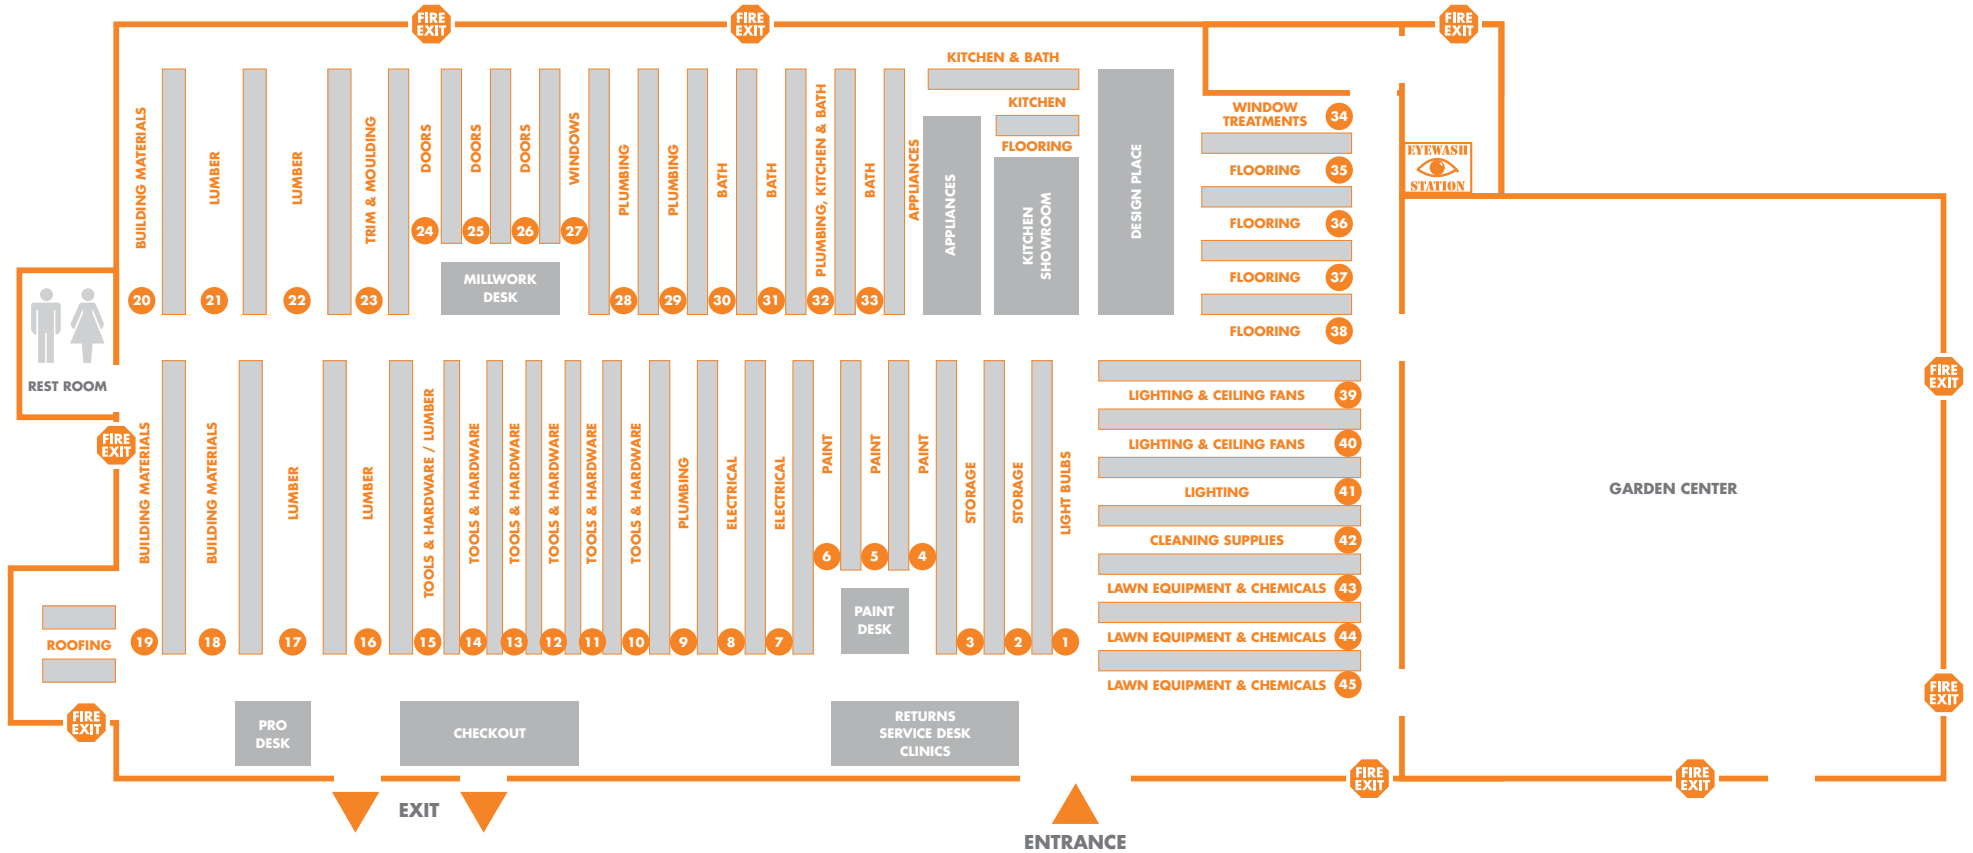 FIRE
EXIT
FIRE
EXIT
FIRE
EXIT
KITCHEN & BATH
KITCHEN
FLOORING
BUILDING MATERIALS
20
LUMBER
21
LUMBER
22
TRIM & MOULDING
23
DOORS
24
DOORS
25
DOORS
26
WINDOWS
27
MILLWORK
DESK
PLUMBING
28
PLUMBING
29
BATH
30
BATH
31
PLUMBING, KITCHEN & BATH
32
BATH
33
APPLIANCES
APPLIANCES
KITCHEN
SHOWROOM
DESIGN PLACE
WINDOW
TREATMENTS
34
FLOORING
35
FLOORING
36
FLOORING
37
FLOORING
38
EYEWASH
STATION
REST ROOM
FIRE
EXIT
BUILDING MATERIALS
19
BUILDING MATERIALS
18
LUMBER
17
LUMBER
16
TOOLS & HARDWARE / LUMBER
15
TOOLS & HARDWARE
14
TOOLS & HARDWARE
13
TOOLS & HARDWARE
12
TOOLS & HARDWARE
11
TOOLS & HARDWARE
10
PLUMBING
9
ELECTRICAL
8
ELECTRICAL
7
PAINT
6
PAINT
5
PAINT
4
PAINT
DESK
STORAGE
3
STORAGE
2
LIGHT BULBS
1
LIGHTING & CEILING FANS
39
LIGHTING & CEILING FANS
40
LIGHTING
41
CLEANING SUPPLIES
42
LAWN EQUIPMENT & CHEMICALS
43
LAWN EQUIPMENT & CHEMICALS
44
LAWN EQUIPMENT & CHEMICALS
45
GARDEN CENTER
FIRE
EXIT
FIRE
EXIT
ROOFING
FIRE
EXIT
PRO
DESK
CHECKOUT
RETURNS
SERVICE DESK
CLINICS
FIRE
EXIT
FIRE
EXIT
EXIT
ENTRANCE